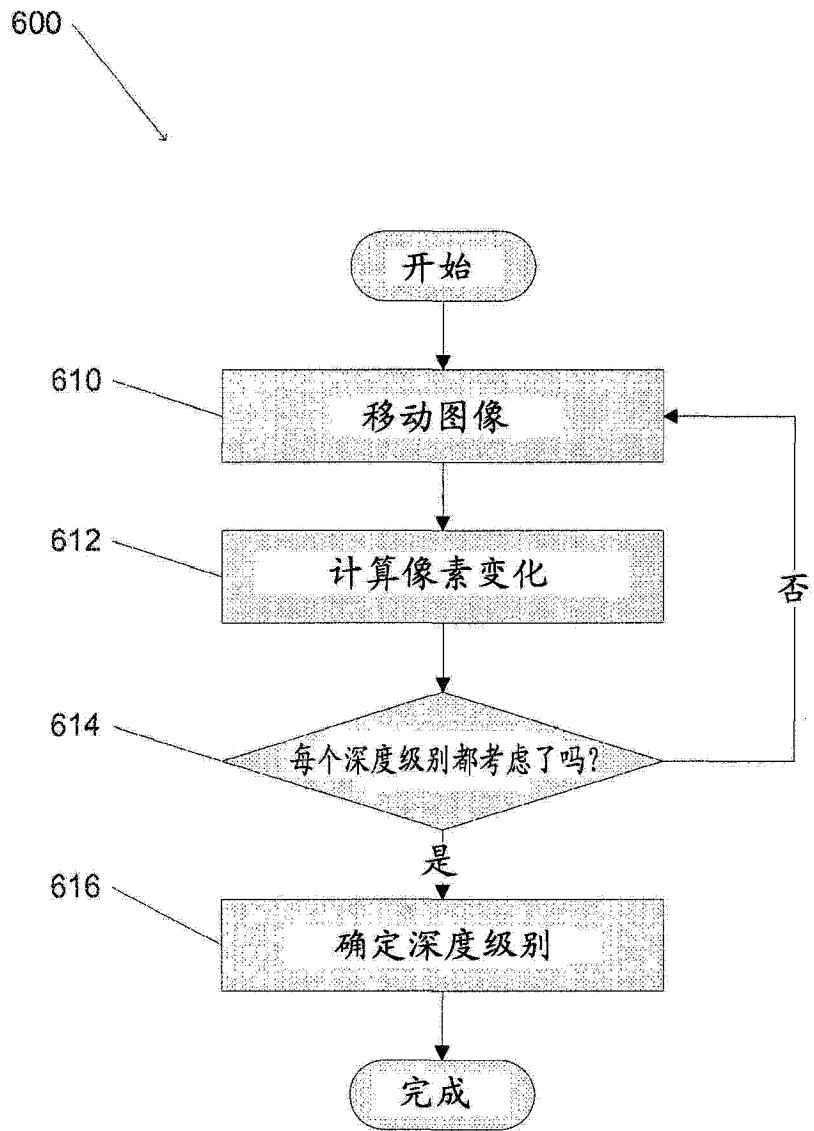 600
开始
610
移动图像
612
计算像素变化
否
614
每个深度级别都考虑了吗?
是
616
确定深度级别
完成